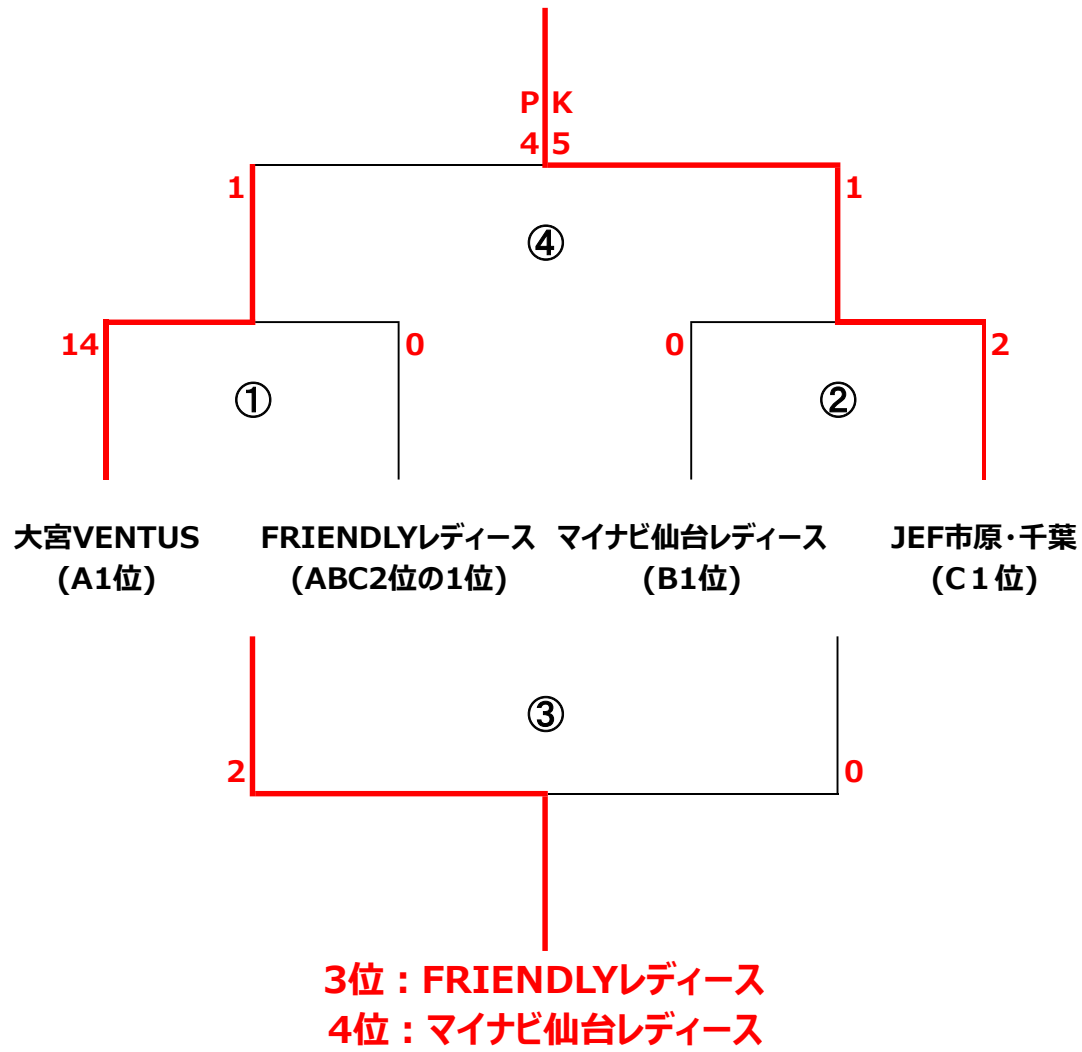 P K
4 5
1 1
④
14 0 0 2
① ②
大宮VENTUS FRIENDLYレディース マイナビ仙台レディース JEF市原・千葉
(A1位) (ABC2位の1位) (B1位) (C1位)
③
2 0
3位：FRIENDLYレディース
4位：マイナビ仙台レディース